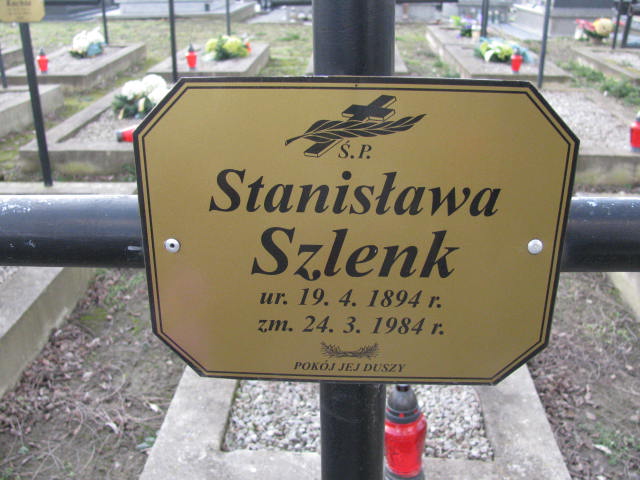 Ś.P.
Stanisława
Szlenk
ur. 19. 4. 1894 r.
zm. 24. 3. 1984 r.
POKÓJ JEJ DUSZY